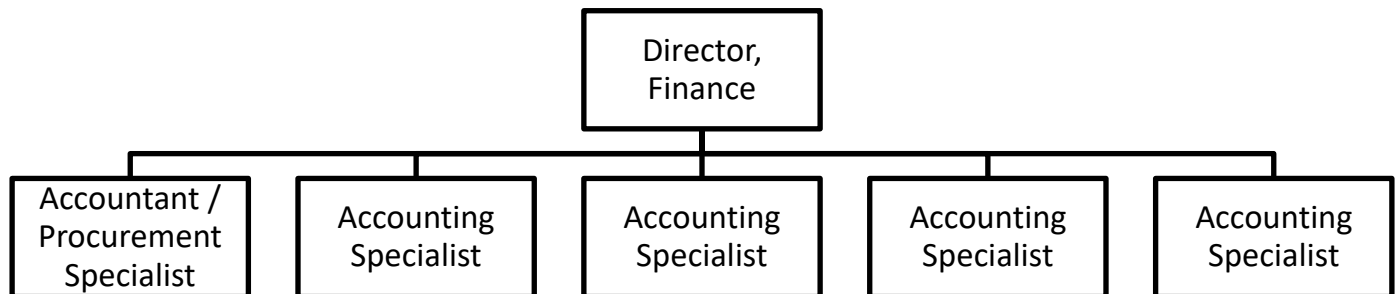 Director,
Finance
Accountant /
Procurement
Specialist
Accounting
Specialist
Accounting
Specialist
Accounting
Specialist
Accounting
Specialist